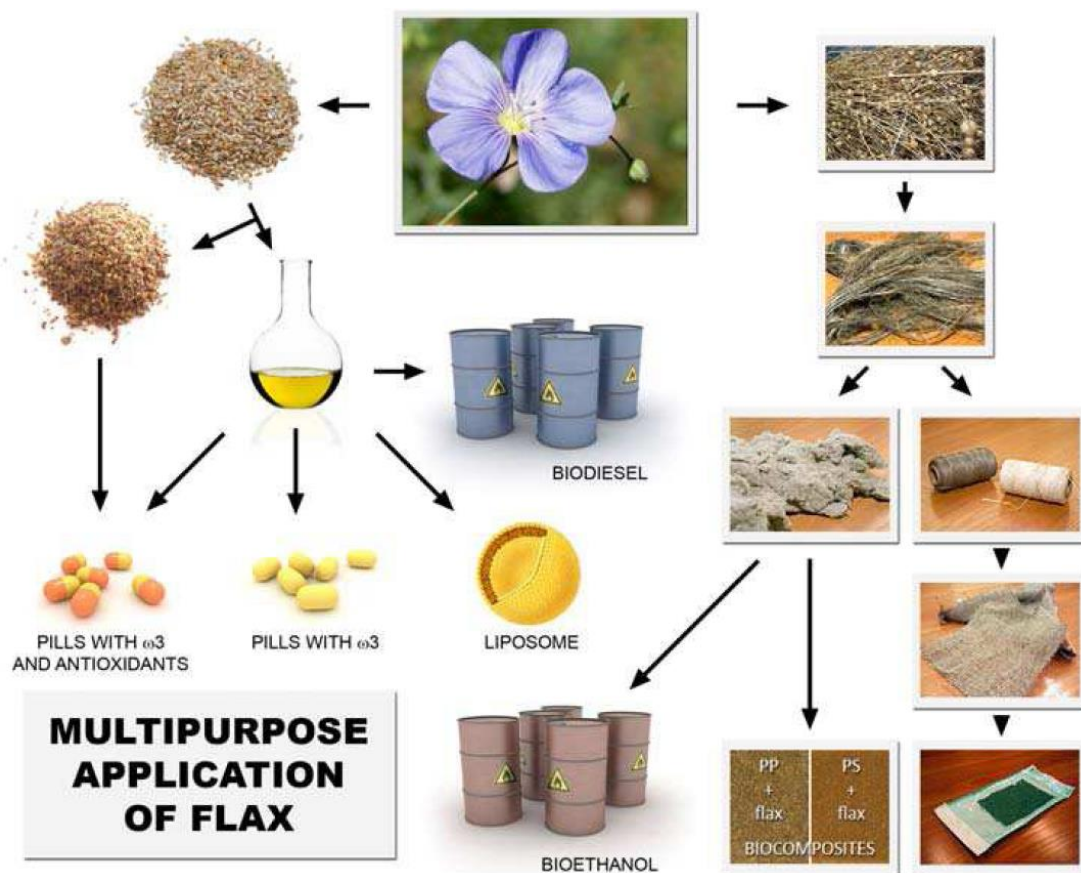 BIODIESEL
PILLS WITH ω3
AND ANTIOXIDANTS
PILLS WITH ω3
LIPOSOME
MULTIPURPOSE
APPLICATION
OF FLAX
BIOETHANOL
PP
+
flax
PS
+
flax
BIOCOMPOSITES